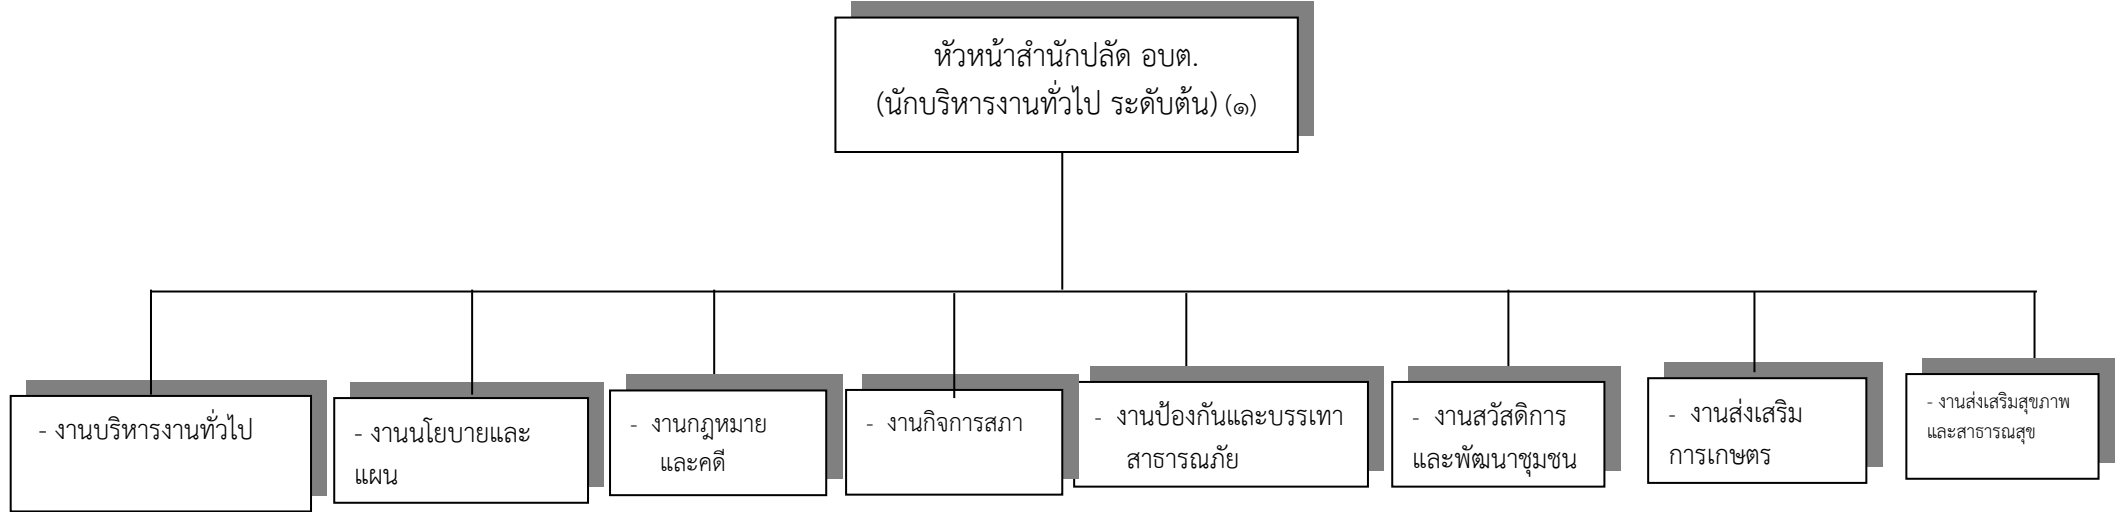 หัวหน้าสำนักปลัด อบต.
(นักบริหารงานทั่วไป ระดับต้น) (๑)
- งานบริหารงานทั่วไป
- งานนโยบายและ
แผน
- งานกฎหมาย
และคดี
- งานกิจการสภา
- งานป้องกันและบรรเทา
สาธารณภัย
- งานสวัสดิการ
และพัฒนาชุมชน
- งานส่งเสริม
การเกษตร
- งานส่งเสริมสุขภาพ
และสาธารณสุข